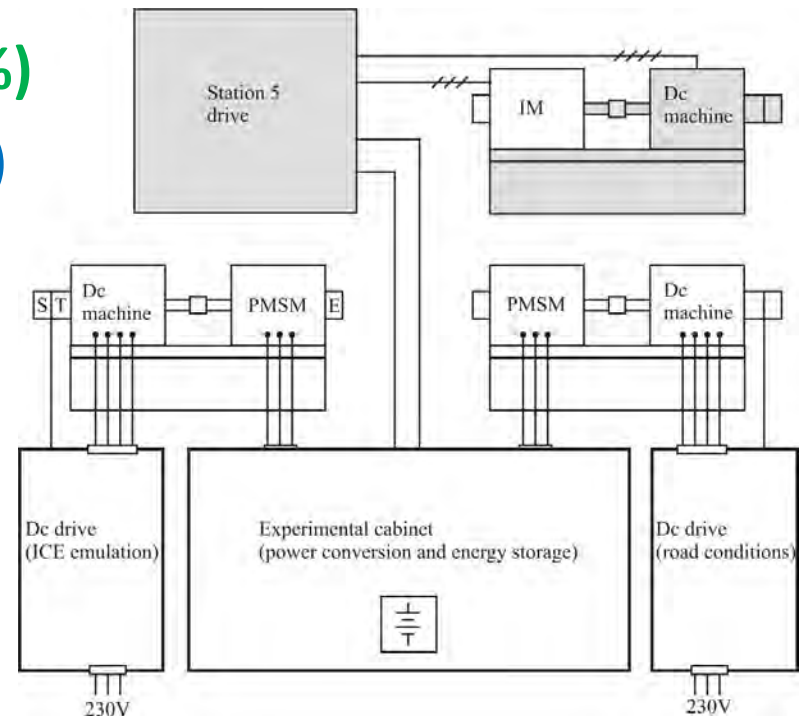 %)
)
Station 5
drive
IM
Dc
machine
S T
Dc
machine
PMSM
E
PMSM
Dc
machine
Dc drive
(ICE emulation)
Experimental cabinet
(power conversion and energy storage)
Dc drive
(road conditions)
230V
230V